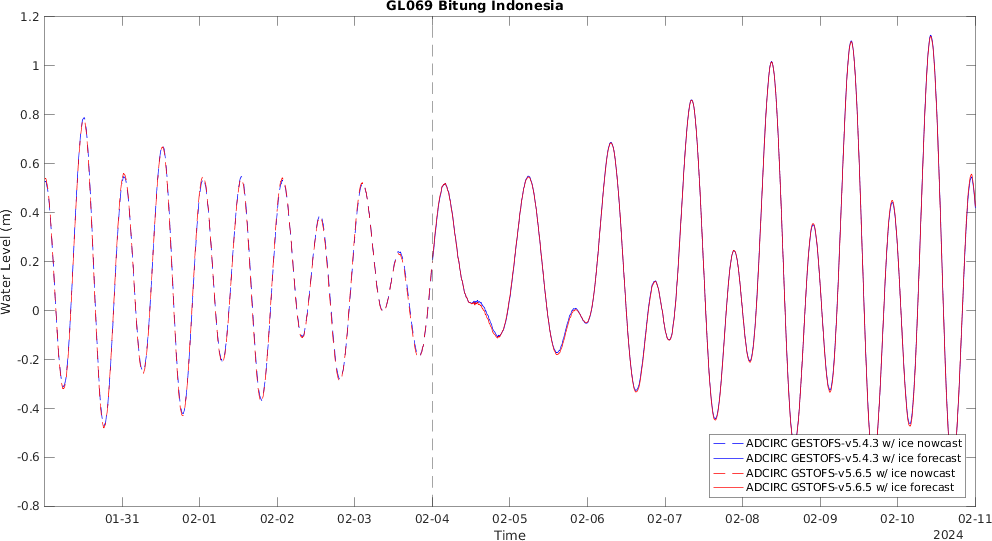 GL069 Bitung Indonesia
1.2
1
0.8
0.6
0.4
0.2
0
-0.2
-0.4
-0.6
-0.8
Water Level (m)
ADCIRC GESTOFS-v5.4.3 w/ ice nowcast
ADCIRC GESTOFS-v5.4.3 w/ ice forecast
ADCIRC GSTOFS-v5.6.5 w/ ice nowcast
ADCIRC GSTOFS-v5.6.5 w/ ice forecast
01-31 02-01 02-02 02-03 02-04 02-05 02-06 02-07 02-08 02-09 02-10 02-11
Time
2024